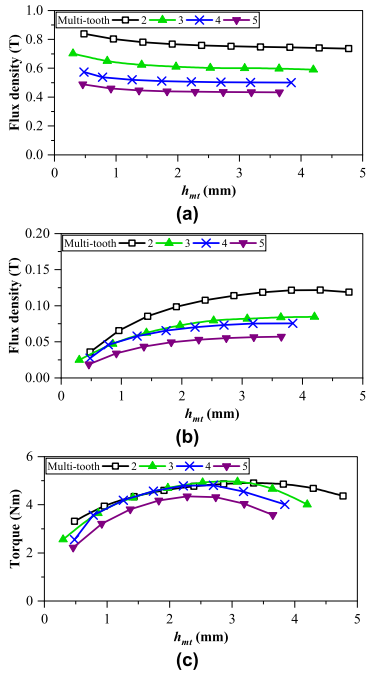 Multi-tooth 2 3 4 5
1.0
0.8
0.6
0.4
0.2
0.0
Flux density (T)
0 1 2 3 4 5
hmt (mm)
(a)
Multi-tooth 2 3 4 5
0.20
0.15
0.10
0.05
0.00
Flux density (T)
0 1 2 3 4 5
hmt (mm)
(b)
Multi-tooth 2 3 4 5
6
4
2
0
Torque (Nm)
0 1 2 3 4 5
hmt (mm)
(c)